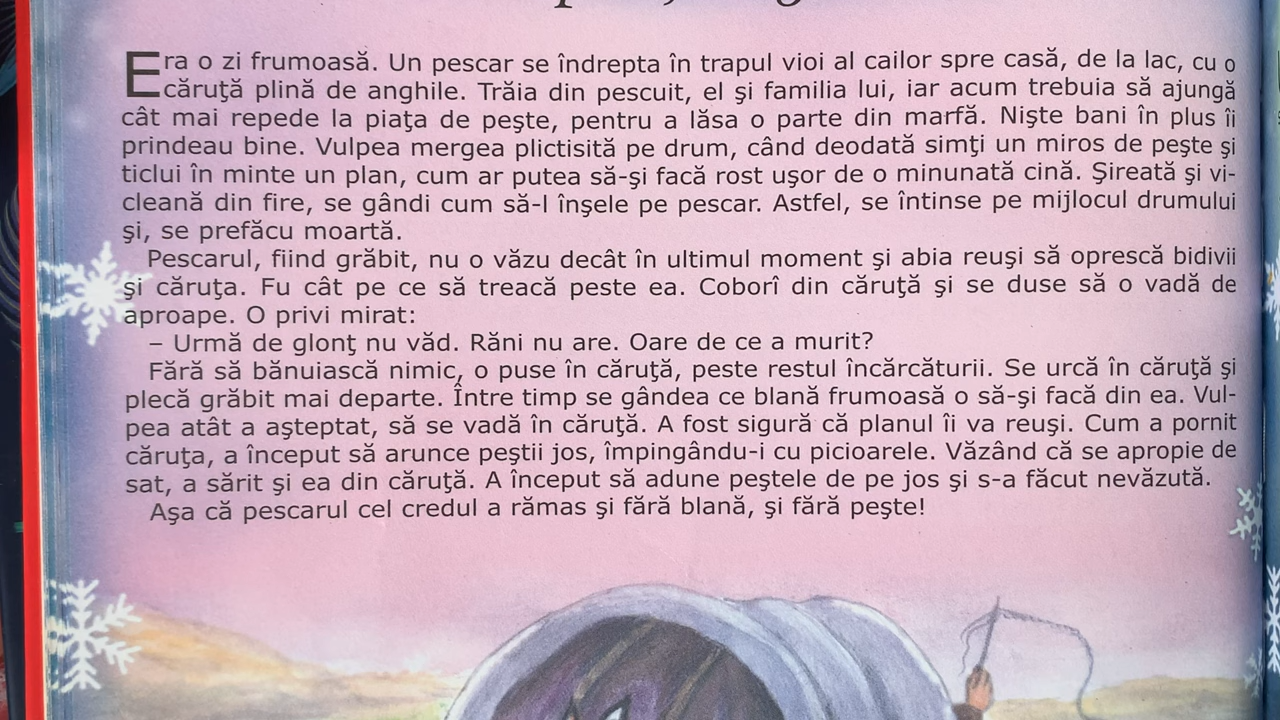 Era o zi frumoasă. Un pescar se îndrepta în trapul vioi al cailor spre casă, de la lac, cu o
căruţă plină de anghile. Trăia din pescuit, el şi familia lui, iar acum trebuia să ajungă
cât mai repede la piaţa de peşte, pentru a lăsa o parte din marfă. Nişte bani în plus îi
prindeau bine. Vulpea mergea plictisită pe drum, când deodată simţi un miros de peşte şi
ticlui în minte un plan, cum ar putea să-şi facă rost uşor de o minunată cină. Şireată şi vi-
cleană din fire, se gândi cum să-l înşele pe pescar. Astfel, se întinse pe mijlocul drumului
şi, se prefăcu moartă.
Pescarul, fiind grăbit, nu o văzu decât în ultimul moment şi abia reuşi să oprescă bidivii
şi căruţa. Fu cât pe ce să treacă peste ea. Coborî din căruţă şi se duse să o vadă de
aproape. O privi mirat:
– Urmă de glonţ nu văd. Răni nu are. Oare de ce a murit?
Fără să bănuiască nimic, o puse în căruţă, peste restul încărcăturii. Se urcă în căruţă şi
plecă grăbit mai departe. Între timp se gândea ce blană frumoasă o să-şi facă din ea. Vul-
pea atât a aşteptat, să se vadă în căruţă. A fost sigură că planul îi va reuşi. Cum a pornit
căruţa, a început să arunce peştii jos, împingându-i cu picioarele. Văzând că se apropie de
sat, a sărit şi ea din căruţă. A început să adune peştele de pe jos şi s-a făcut nevăzută.
Aşa că pescarul cel credul a rămas şi fără blană, şi fără peşte!